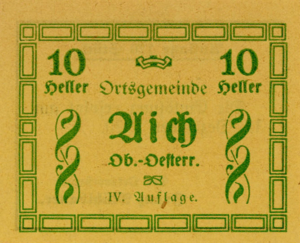 10 10
Heller Ortsgemeinde Heller
Aich
Ob.-Oesterr.
IV. Auflage.